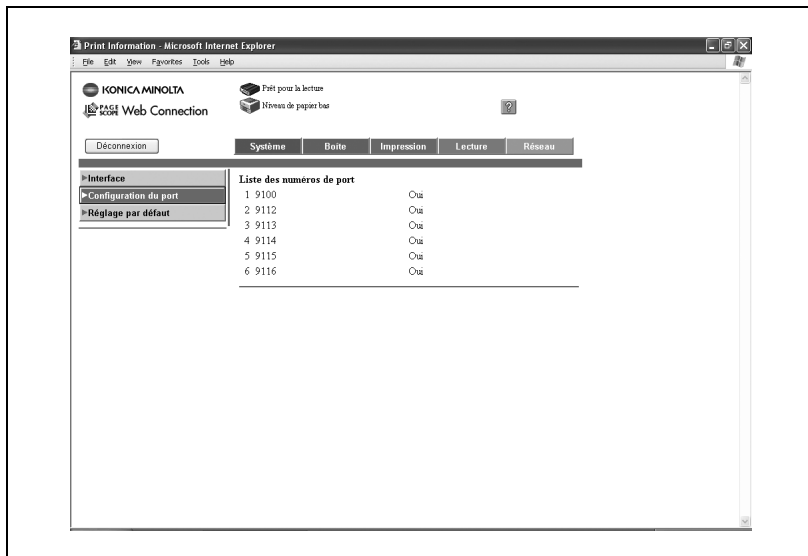 Print Information - Microsoft Internet Explorer
File Edit View Favorites Tools Help
KONICA MINOLTA
PAGE SCOPE Web Connection
Prêt pour la lecture
Niveau de papier bas
?
Déconnexion
Système Boite Impression Lecture Réseau
Interface
Configuration du port
Réglage par défaut
Liste des numéros de port
1 9100 Oui
2 9112 Oui
3 9113 Oui
4 9114 Oui
5 9115 Oui
6 9116 Oui